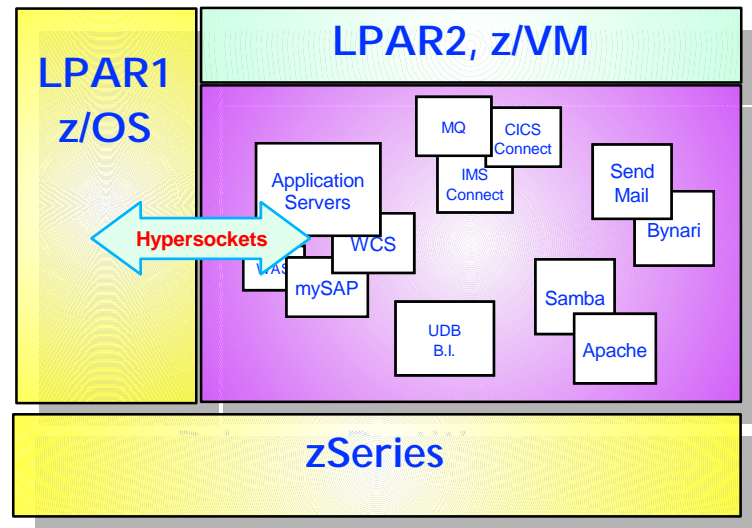 LPAR1
z/OS
LPAR2, z/VM
MQ
CICS
Connect
IMS
Connect
Application
Servers
Send
Mail
Bynari
Hypersockets
WCS
WAS
mySAP
Samba
UDB
B.I.
Apache
zSeries